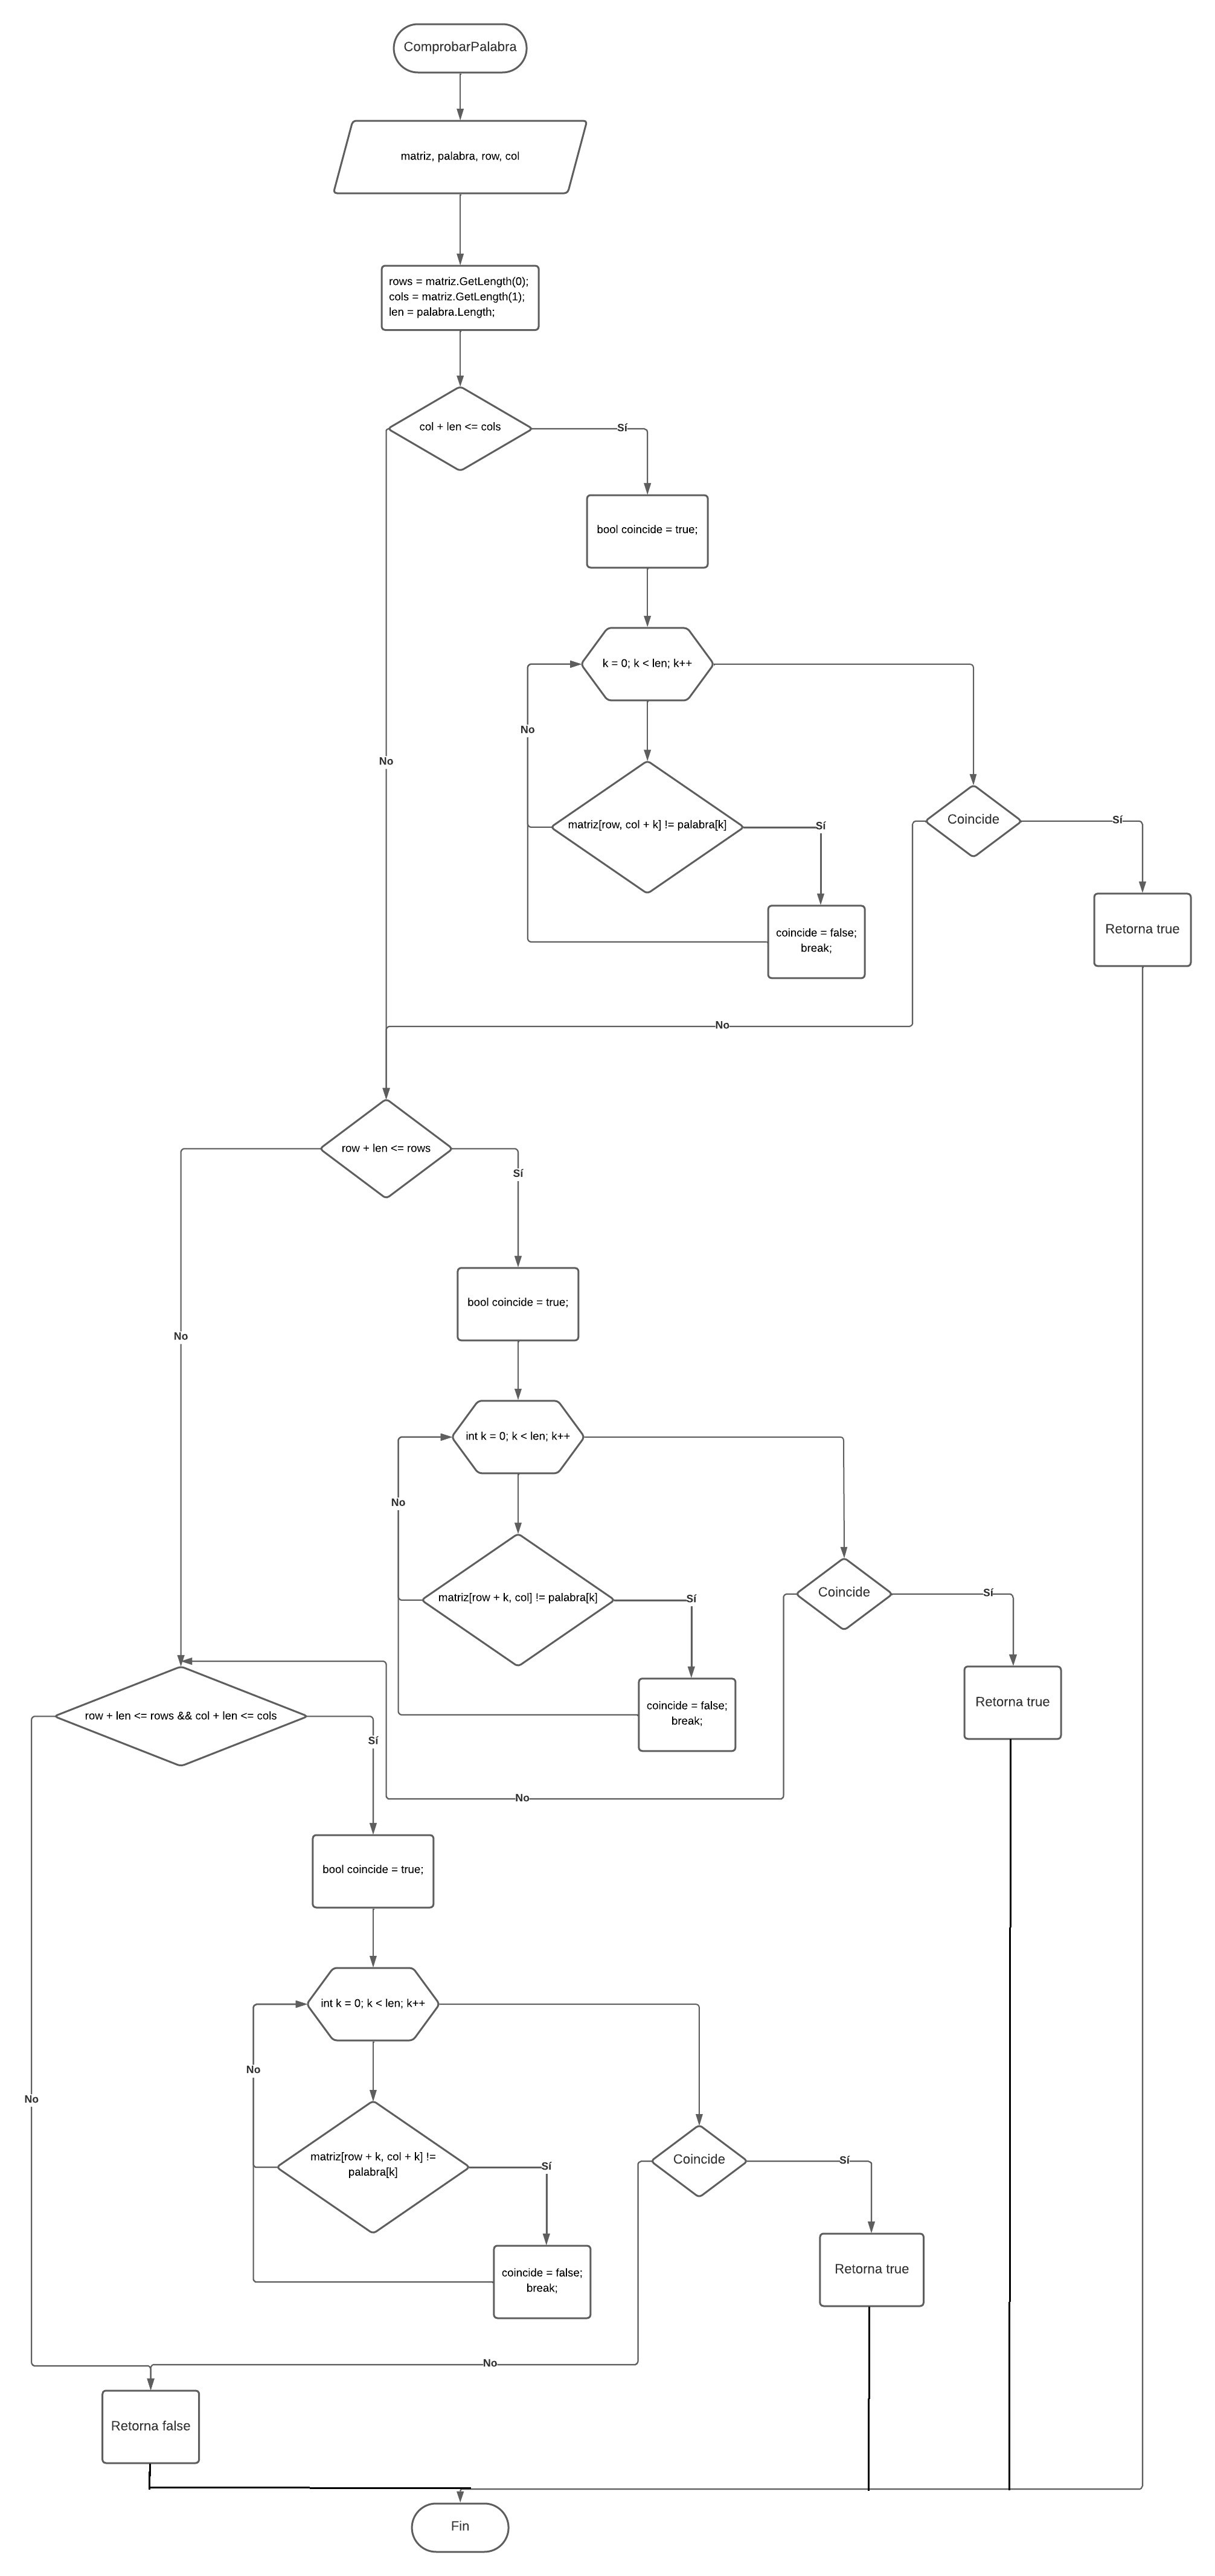 ComprobarPalabra
matriz, palabra, row, col
rows = matriz.GetLength(0);
cols = matriz.GetLength(1);
len = palabra.Length;
col + len <= cols
Sí
bool coincide = true;
k = 0; k < len; k++
No
No
matriz[row, col + k] != palabra[k]
Sí
Coincide
Sí
coincide = false;
break;
Retorna true
No
row + len <= rows
Sí
No
bool coincide = true;
int k = 0; k < len; k++
No
matriz[row + k, col] != palabra[k]
Sí
Coincide
Sí
coincide = false;
break;
Retorna true
row + len <= rows && col + len <= cols
Sí
No
bool coincide = true;
int k = 0; k < len; k++
No
No
matriz[row + k, col + k] !=
palabra[k]
Sí
Coincide
Sí
coincide = false;
break;
Retorna true
No
Retorna false
Fin